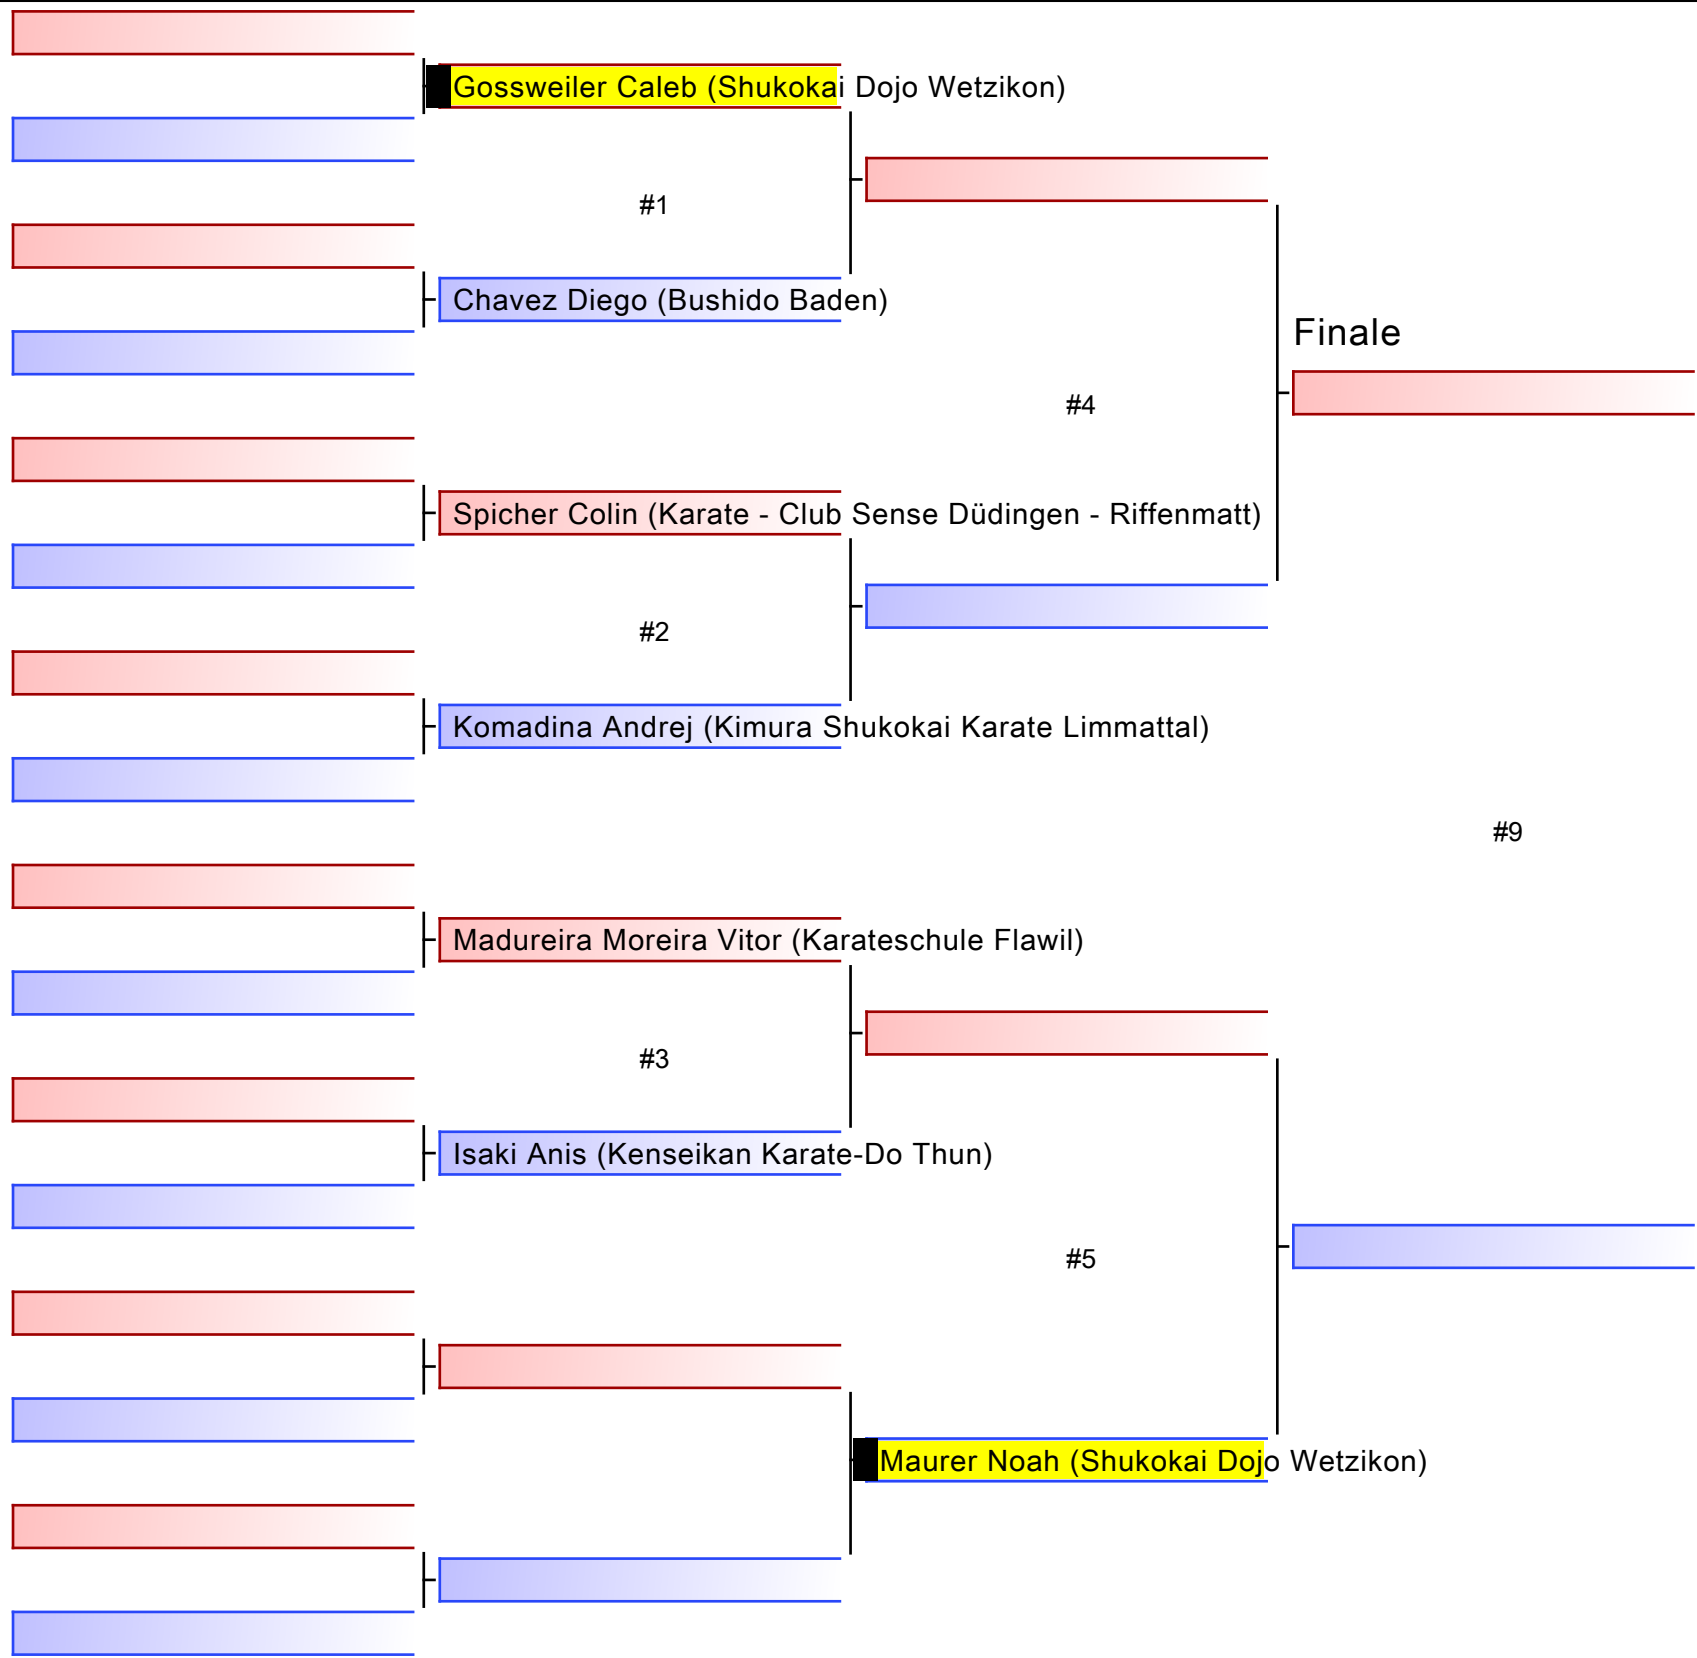 Gossweiler Caleb (Shukokai Dojo Wetzikon)
#1
Chavez Diego (Bushido Baden)
Finale
#4
Spicher Colin (Karate - Club Sense Düdingen - Riffenmatt)
#2
Komadina Andrej (Kimura Shukokai Karate Limmattal)
#9
Madureira Moreira Vitor (Karateschule Flawil)
#3
Isaki Anis (Kenseikan Karate-Do Thun)
#5
Maurer Noah (Shukokai Dojo Wetzikon)